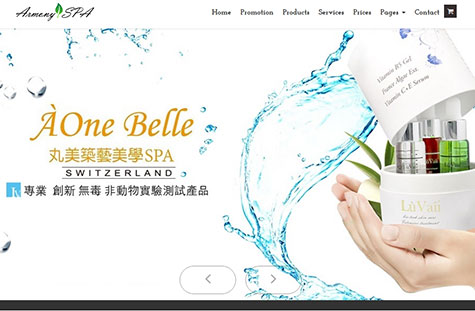 Armony SPA
Home Promotion Products Services Prices Pages Contact
ÀOne Belle
丸美築藝美學SPA
SWITZERLAND
專業 創新 無毒 非動物實驗測試產品
Vitamin B5 Gel
Fumer Algae Ess.
Vitamin C+E Serum
LuVan